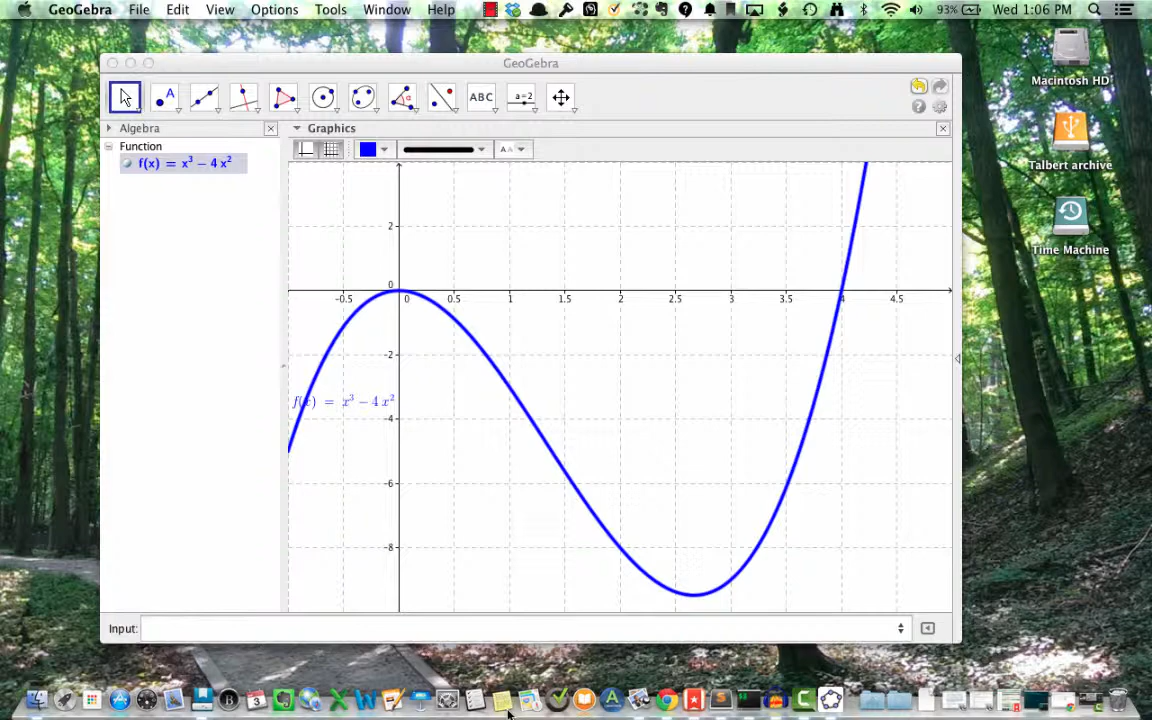 GeoGebra File Edit View Options Tools Window Help 93% Wed 1:06 PM
GeoGebra
Macintosh HD
A ABC a=2
Algebra Graphics
Function
f(x) = x³ − 4 x²
AA
Talbert archive
Time Machine
2
0
-0.5 0 0.5 1 1.5 2 2.5 3 3.5 4 4.5
-2
f(x) = x³ − 4 x²
-4
-6
-8
Input: